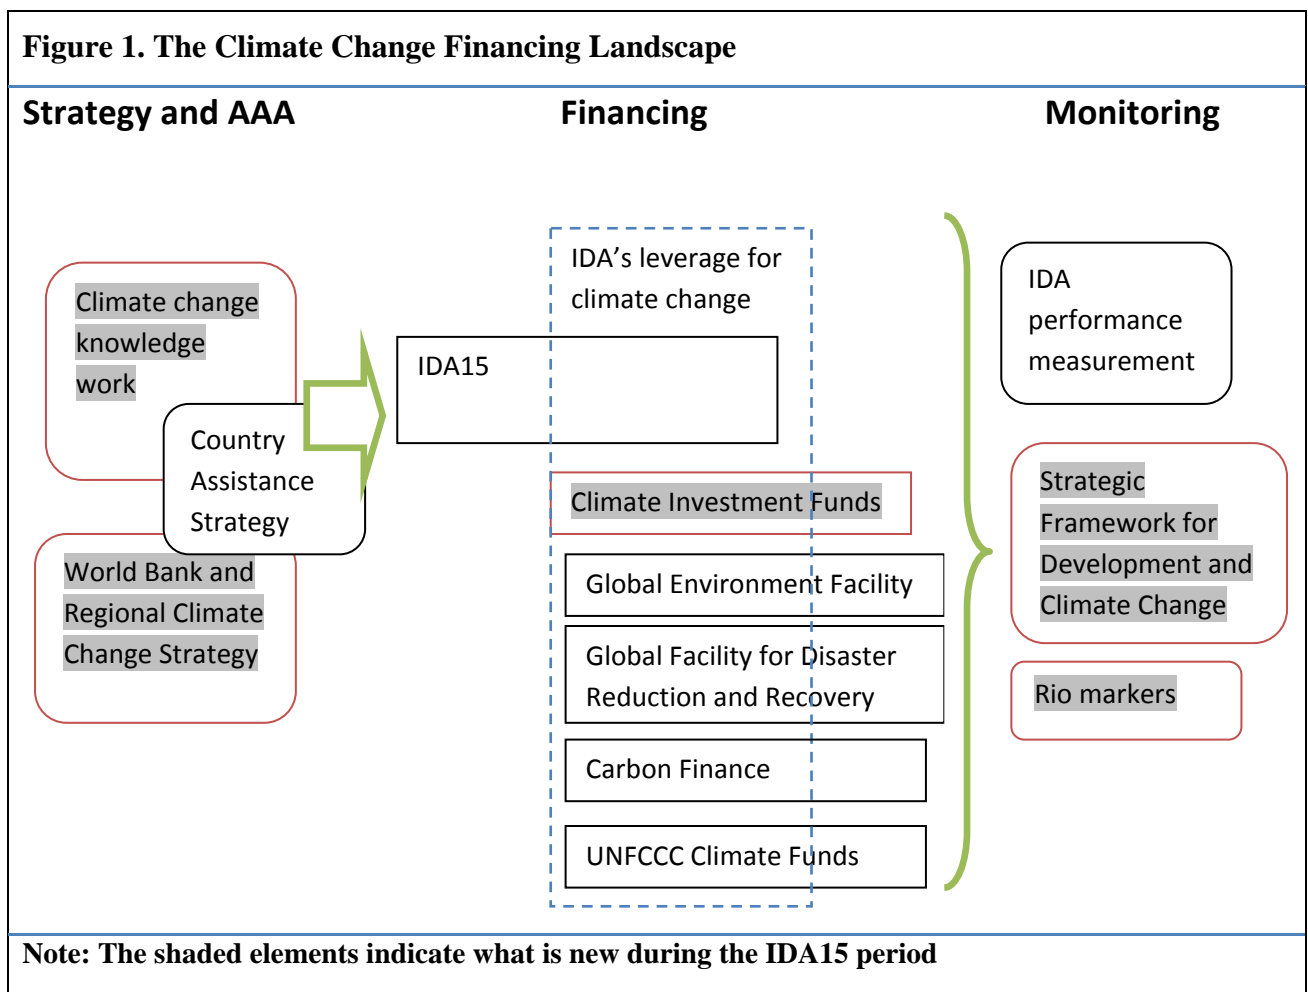 Figure 1. The Climate Change Financing Landscape
Strategy and AAA
Financing
Monitoring
Climate change
knowledge
work
Country
Assistance
Strategy
World Bank and
Regional Climate
Change Strategy
IDA's leverage for
climate change
IDA15
Climate Investment Funds
Global Environment Facility
Global Facility for Disaster
Reduction and Recovery
Carbon Finance
UNFCCC Climate Funds
IDA
performance
measurement
Strategic
Framework for
Development and
Climate Change
Rio markers
Note: The shaded elements indicate what is new during the IDA15 period